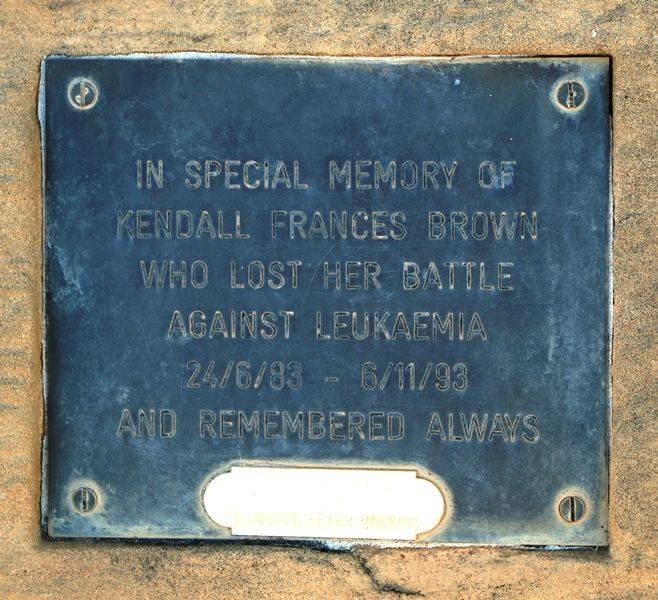 IN SPECIAL MEMORY OF
KENDALL FRANCES BROWN
WHO LOST HER BATTLE
AGAINST LEUKAEMIA
24/6/83 - 6/11/93
AND REMEMBERED ALWAYS
PETER